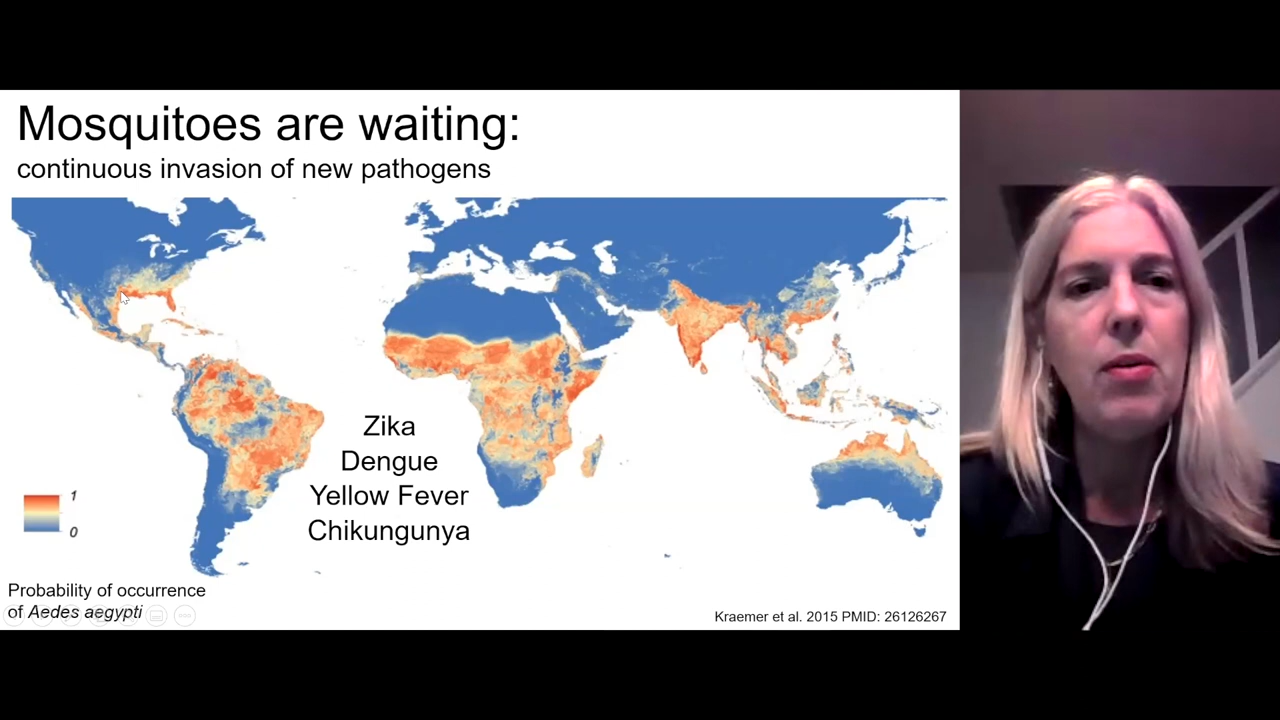 Mosquitoes are waiting:
continuous invasion of new pathogens
Zika
Dengue
Yellow Fever
Chikungunya
1
0
Probability of occurrence
of Aedes aegypti
Kraemer et al. 2015 PMID: 26126267